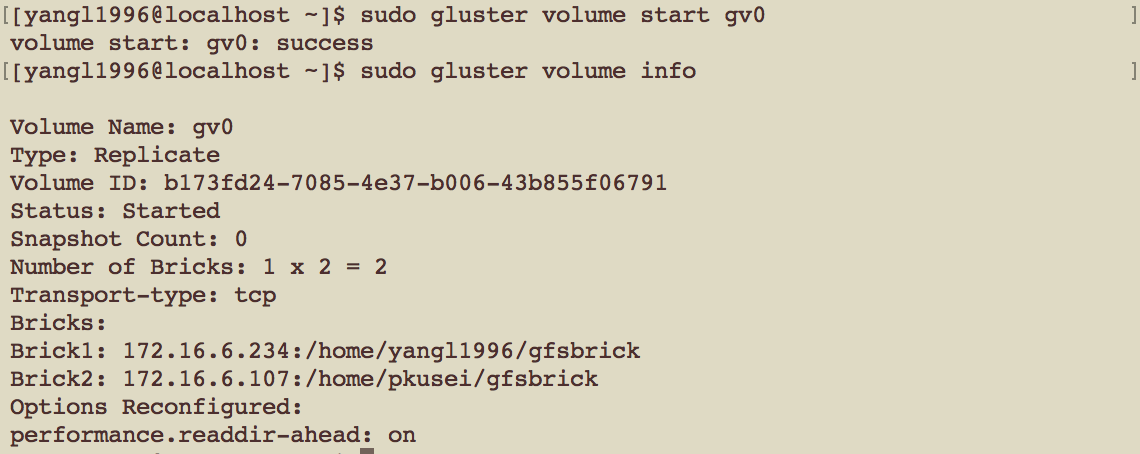 [[yangl1996@localhost ~]$ sudo gluster volume start gv0 ]
volume start: gv0: success
[[yangl1996@localhost ~]$ sudo gluster volume info ]
Volume Name: gv0
Type: Replicate
Volume ID: b173fd24-7085-4e37-b006-43b855f06791
Status: Started
Snapshot Count: 0
Number of Bricks: 1 x 2 = 2
Transport-type: tcp
Bricks:
Brick1: 172.16.6.234:/home/yangl1996/gfsbrick
Brick2: 172.16.6.107:/home/pkusei/gfsbrick
Options Reconfigured:
performance.readdir-ahead: on